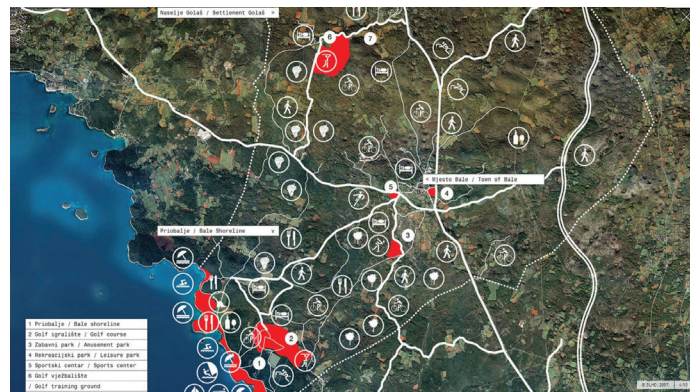 Naselje Golaš / Settlement Golaš >
6
7
5
< Mjesto Bale / Town of Bale
4
Priobalje / Bale Shoreline v
3
2
1
1 Priobalje / Bale shoreline
2 Golf igralište / Golf course
3 Zabavni park / Amusement park
4 Rekreacijski park / Leisure park
5 Sportski centar / Sports center
6 Golf vježbalište
/ Golf training ground